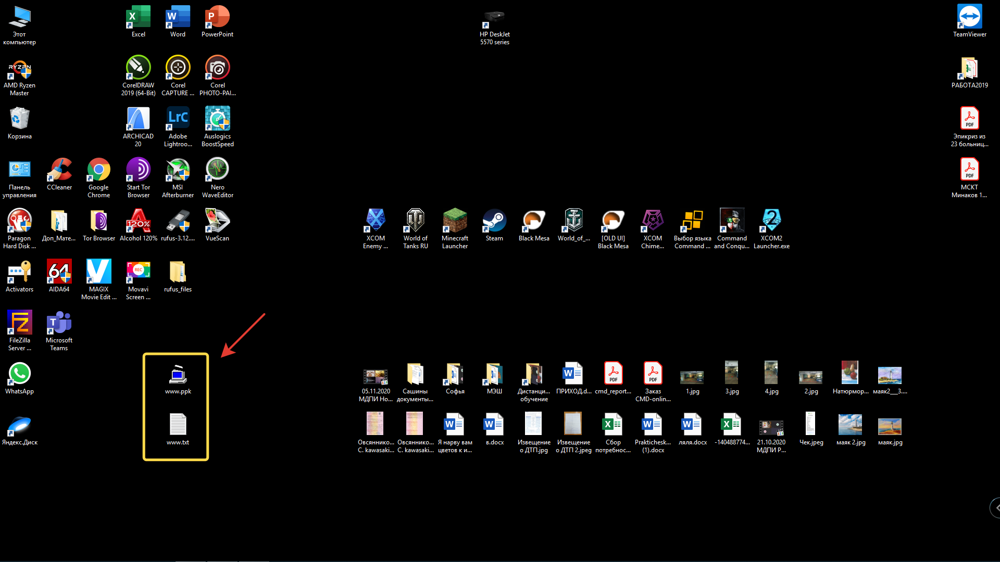 Excel
Word
PowerPoint
HP DeskJet
5570 series
TeamViewer
Этот
компьютер
AMD Ryzen
Master
CorelDRAW
2019 (64-Bit)
Corel
CAPTURE ...
Corel
PHOTO-PAI...
РАБОТА2019
Корзина
ARCHICAD
20
Adobe
Lightroo...
Auslogics
BoostSpeed
Эпикриз из
23 больниц...
Панель
управления
CCleaner
Google
Chrome
Start Tor
Browser
MSI
Afterburner
Nero
WaveEditor
МСКТ
Минаков 1...
Paragon
Hard Disk ...
Доп_Мате...
Tor Browser
Alcohol 120%
rufus-3.12....
VueScan
XCOM
Enemy ...
World of
Tanks RU
Minecraft
Launcher
Steam
Black Mesa
World_of_...
[OLD UI]
Black Mesa
XCOM
Chime...
Выбор языка
Command ...
Command
and Conqu...
XCOM2
Launcher.exe
Activators
AIDA64
MAGIX
Movie Edit ...
Movavi
Screen ...
rufus_files
FileZilla
Server ...
Microsoft
Teams
WhatsApp
www.ppk
05.11.2020
МДПИ Но...
Сашины
документы...
Софья
МЭШ
Дистанци...
обучение
ПРИХОД.d...
cmd_report...
Заказ
CMD-onlin...
1.jpg
3.jpg
4.jpg
2.jpg
Натюрмор...
маяк2___3....
Яндекс.Диск
www.txt
Овсяннико...
С. kawasaki...
Овсяннико...
С. kawasaki...
Я нарву вам
цветов к и...
в.docx
Извещение
о ДТП.jpg
Извещение
о ДТП 2.jpeg
Сбор
потребнос...
Praktichesk...
(1).docx
ляля.docx
-140488774...
21.10.2020
МДПИ Р...
Чек.jpeg
маяк 2.jpg
маяк.jpg